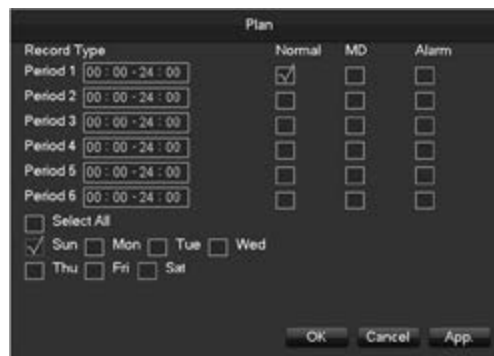 Plan
Record Type Normal MD Alarm
Period 1 00 : 00 - 24 : 00
Period 2 00 : 00 - 24 : 00
Period 3 00 : 00 - 24 : 00
Period 4 00 : 00 - 24 : 00
Period 5 00 : 00 - 24 : 00
Period 6 00 : 00 - 24 : 00
Select All
Sun Mon Tue Wed
Thu Fri Sat
OK Cancel App.